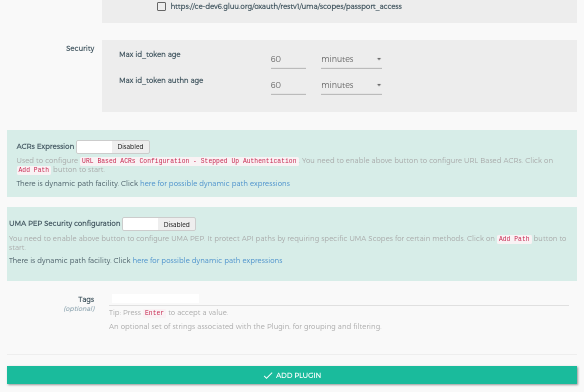 https://ce-dev6.gluu.org/oxauth/restv1/uma/scopes/passport_access
Security
Max id_token age
60
minutes
Max id_token authn age
60
minutes
ACRs Expression
Disabled
Used to configure URL Based ACRs Configuration - Stepped Up Authentication. You need to enable above button to configure URL Based ACRs. Click on
Add Path button to start.
There is dynamic path facility. Click here for possible dynamic path expressions
UMA PEP Security configuration
Disabled
You need to enable above button to configure UMA PEP. It protect API paths by requiring specific UMA Scopes for certain methods. Click on Add Path button to
start.
There is dynamic path facility. Click here for possible dynamic path expressions
Tags
(optional)
Tip: Press Enter to accept a value.
An optional set of strings associated with the Plugin, for grouping and filtering.
ADD PLUGIN